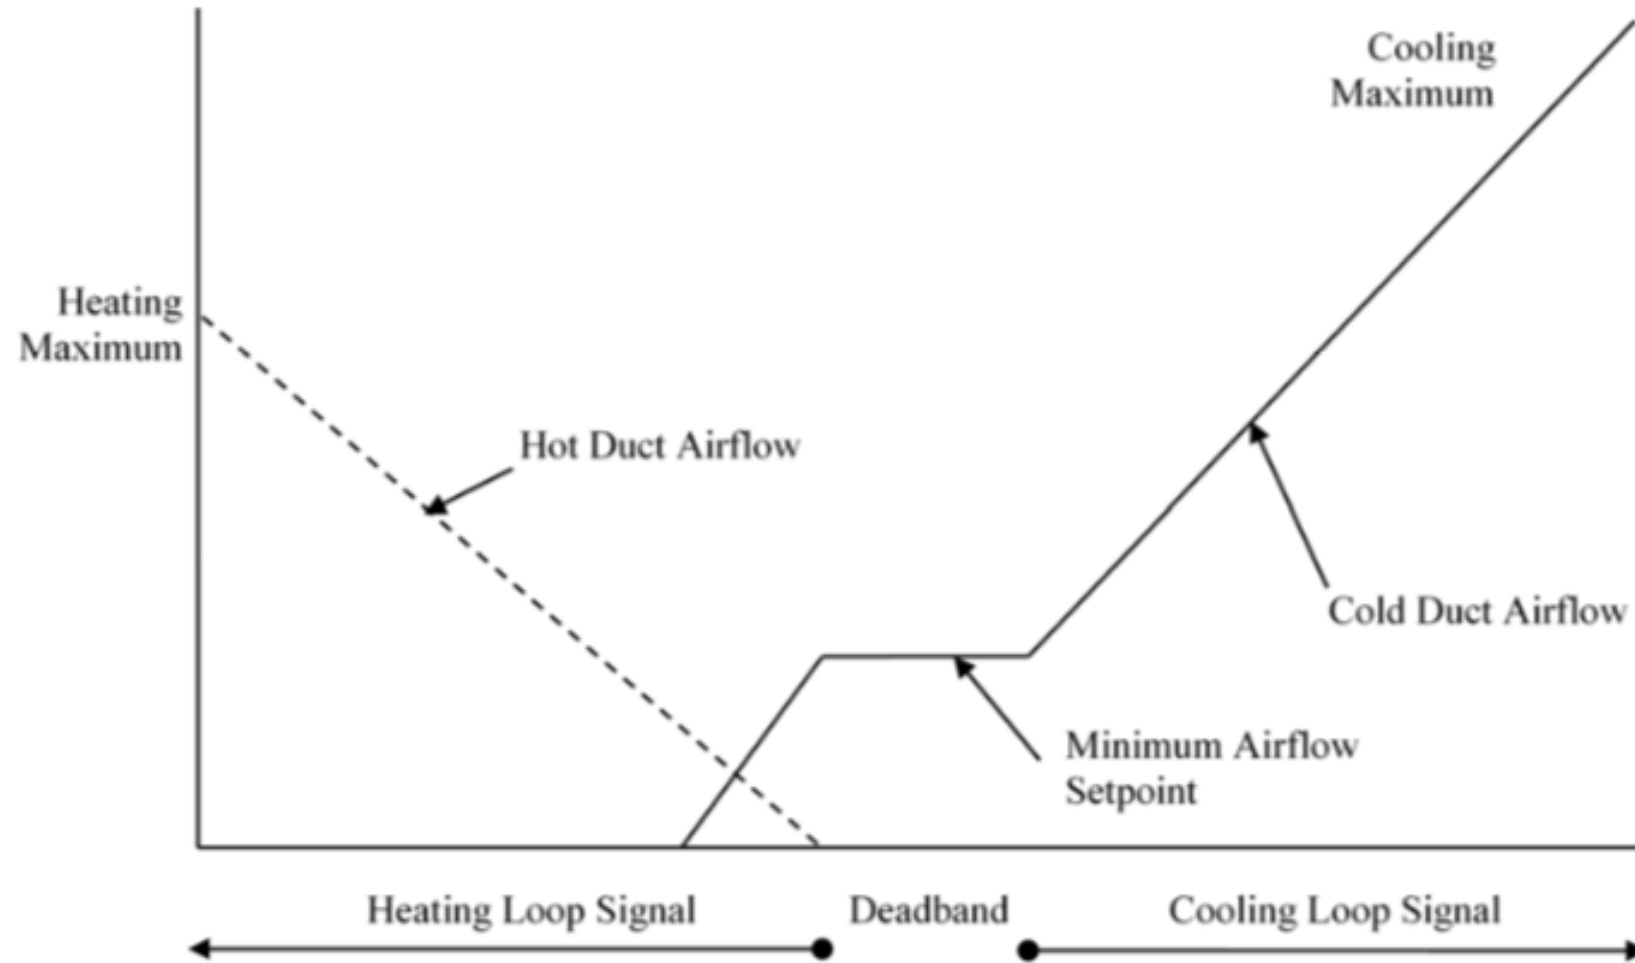 Cooling
Maximum
Heating
Maximum
Hot Duct Airflow
Cold Duct Airflow
Minimum Airflow
Setpoint
Heating Loop Signal
Deadband
Cooling Loop Signal